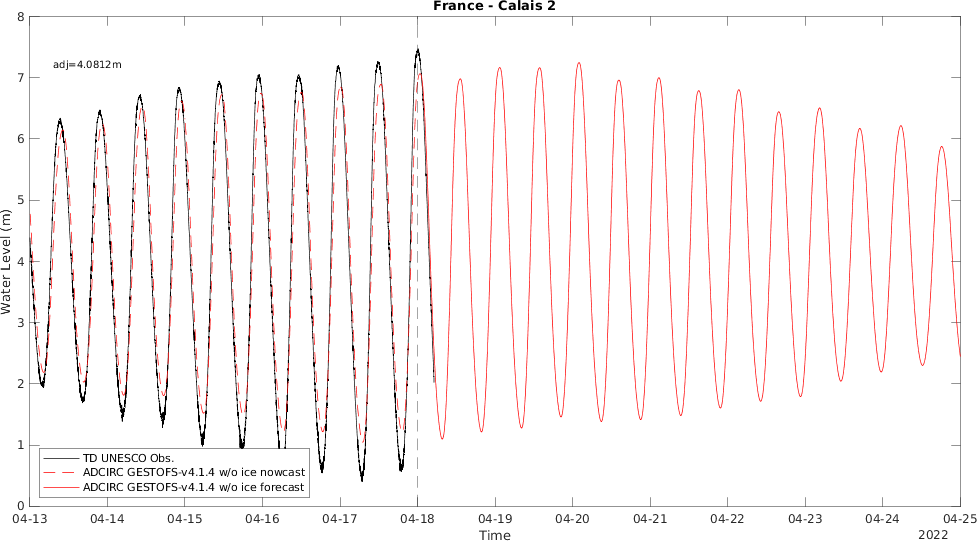 France - Calais 2
adj=4.0812m
Water Level (m)
8
7
6
5
4
3
2
1
0
TD UNESCO Obs.
ADCIRC GESTOFS-v4.1.4 w/o ice nowcast
ADCIRC GESTOFS-v4.1.4 w/o ice forecast
04-13 04-14 04-15 04-16 04-17 04-18 04-19 04-20 04-21 04-22 04-23 04-24 04-25
Time
2022